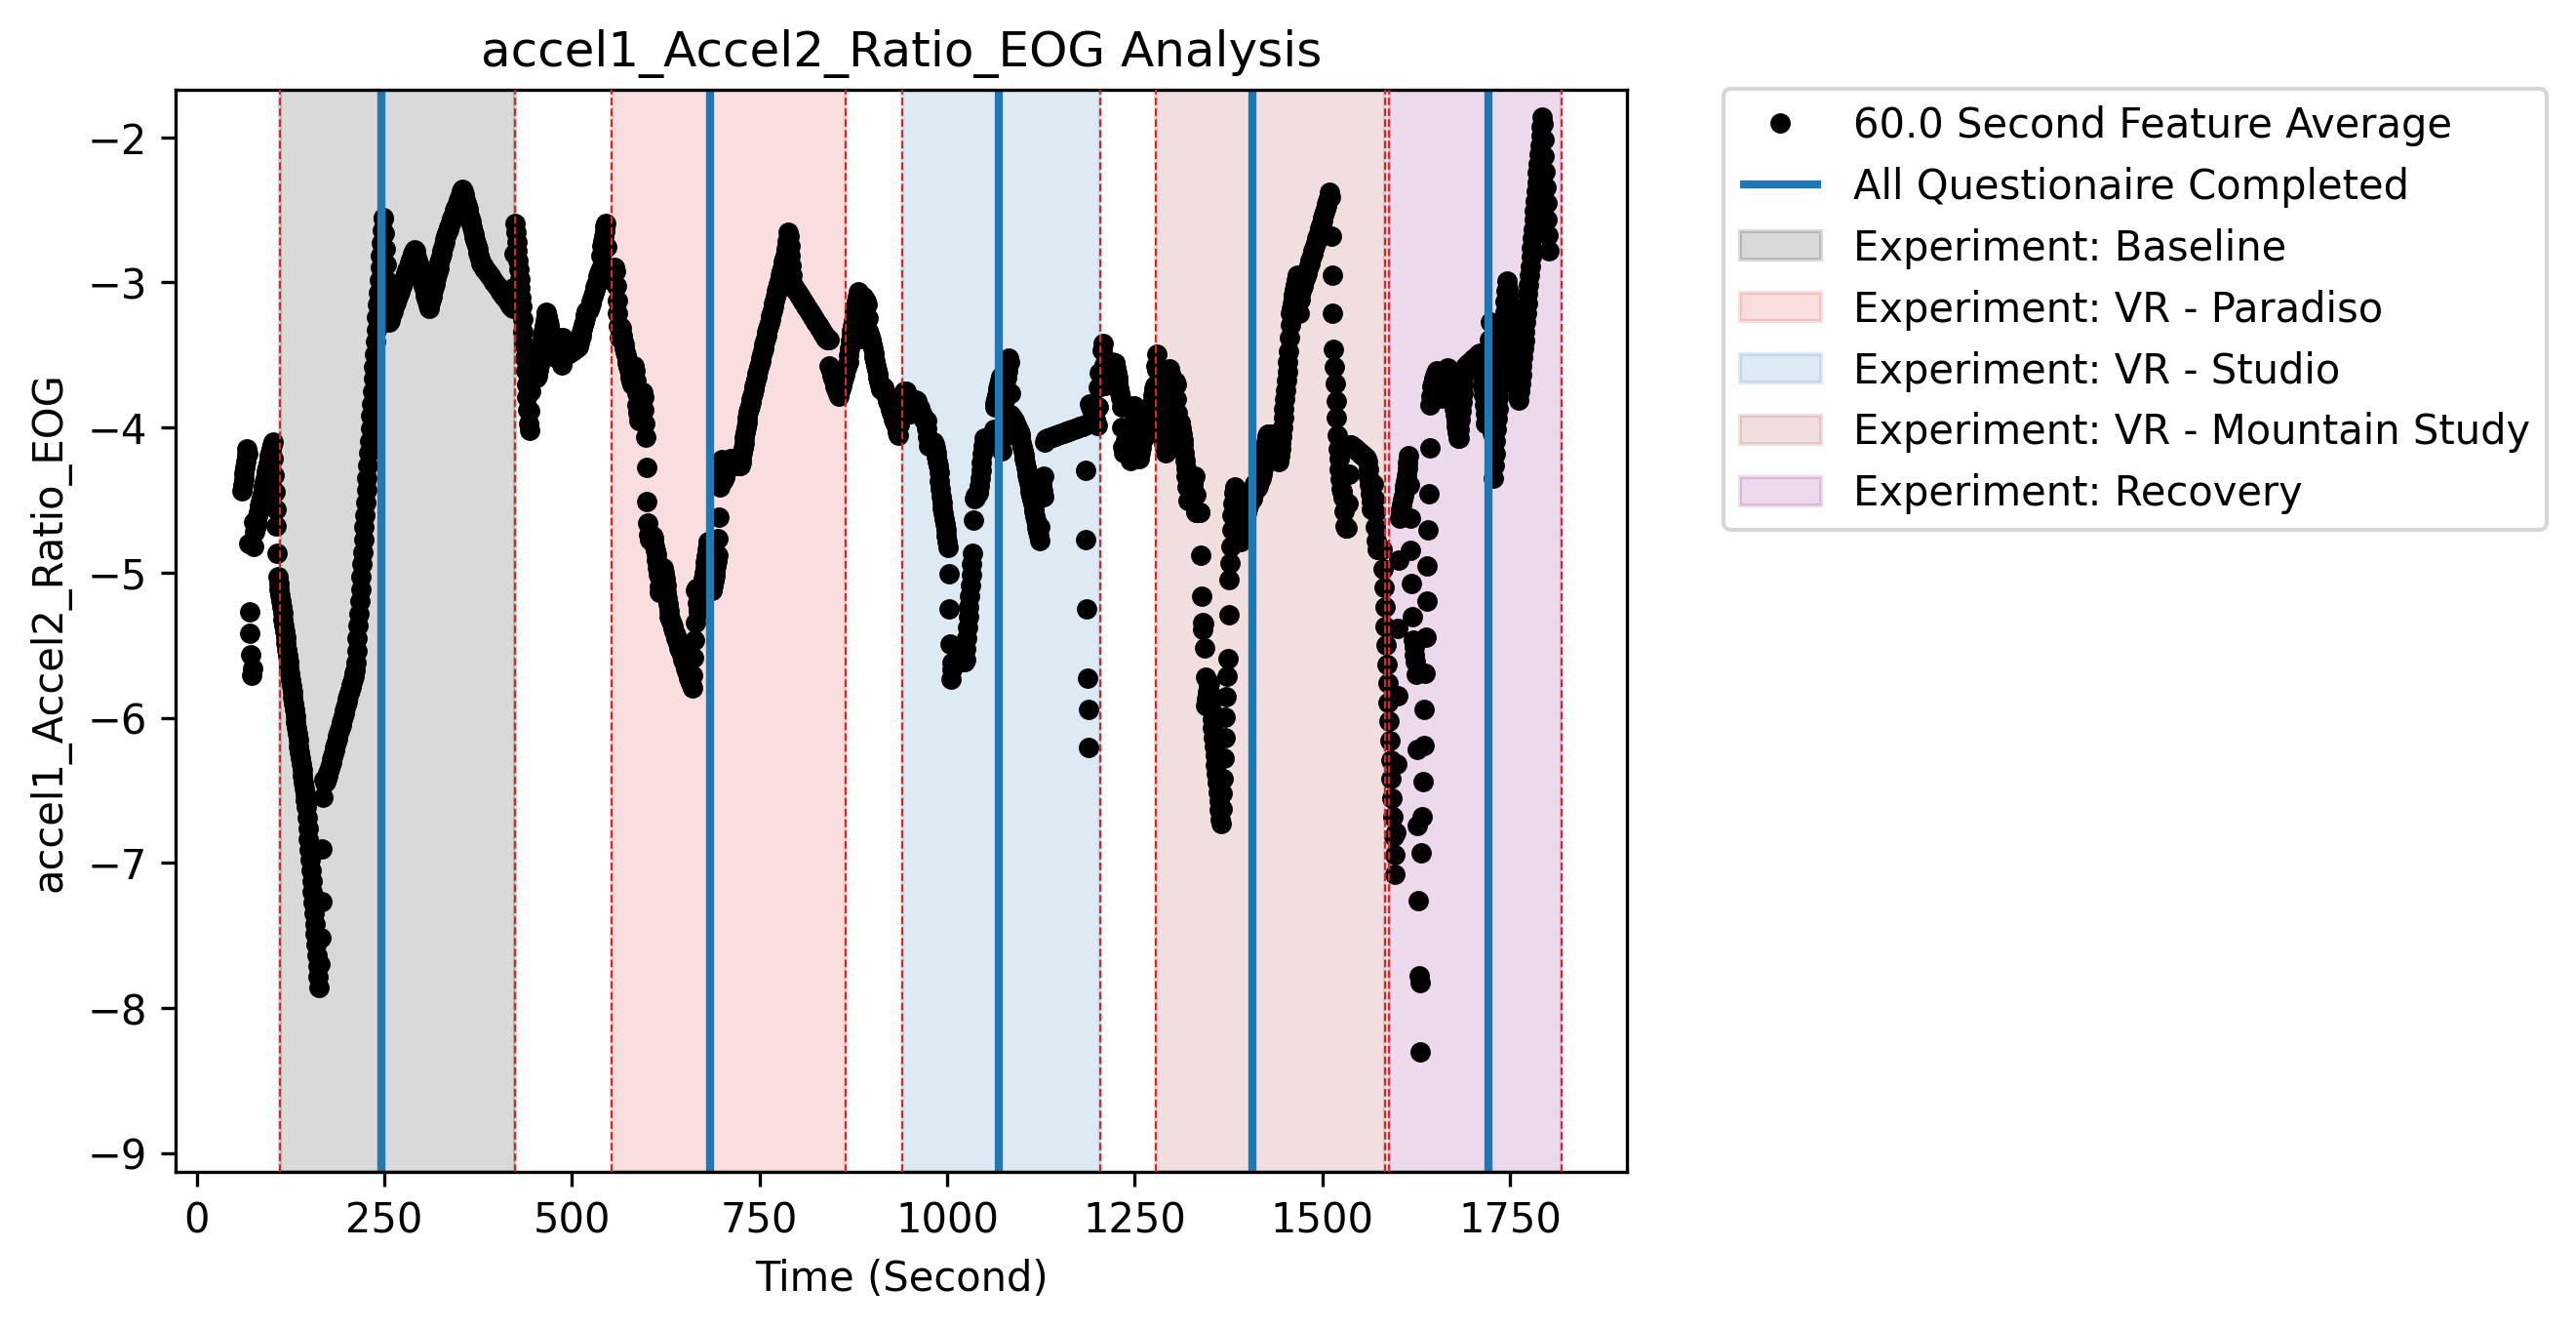 accel1_Accel2_Ratio_EOG Analysis
60.0 Second Feature Average
All Questionaire Completed
Experiment: Baseline
Experiment: VR - Paradiso
Experiment: VR - Studio
Experiment: VR - Mountain Study
Experiment: Recovery
accel1_Accel2_Ratio_EOG
−2
−3
−4
−5
−6
−7
−8
−9
0 250 500 750 1000 1250 1500 1750
Time (Second)